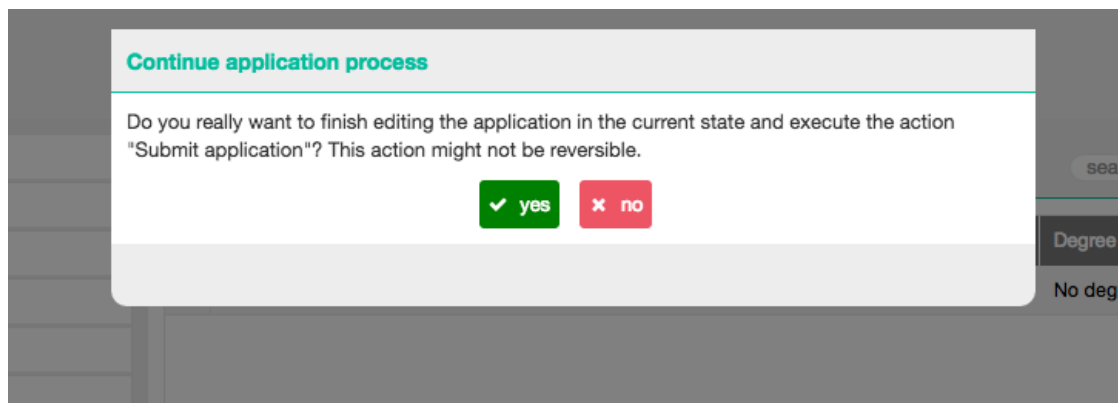 Continue application process
Do you really want to finish editing the application in the current state and execute the action
"Submit application"? This action might not be reversible.
sea
yes
no
Degree
No deg